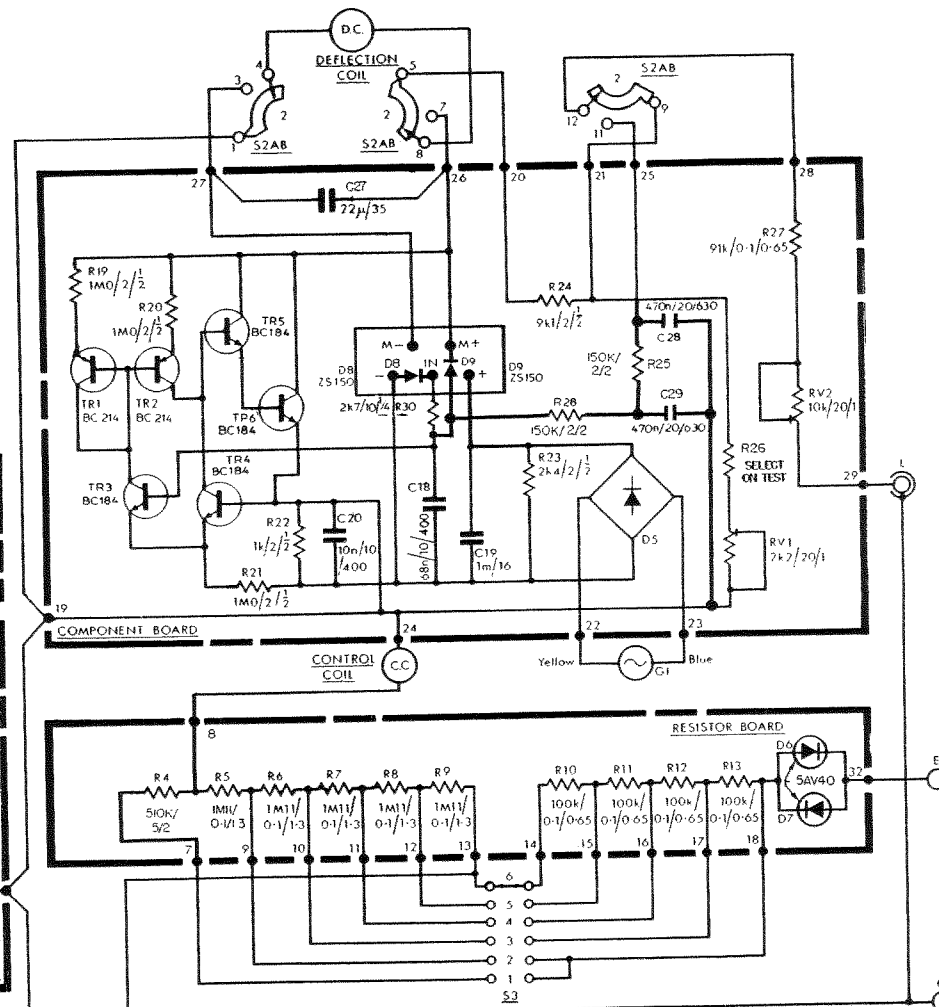 D.C.
DEFLECTION
COIL
4
3
2
1
S2AB
5
2
7
8
S2AB
S2AB
2
12
9
11
27
26
20
21
25
28
C27
22µ/35
R19
1M0/2/½
R20
1M0/2/½
TR5
BC184
TR1
BC 214
TR2
BC 214
TR6
BC184
TR3
BC184
TR4
BC184
M-
M+
D8
IN
D9
-
+
D8
ZS150
D9
ZS150
2k7/10/¼
R30
R24
9k1/2/½
470n/20/630
C28
150K/
2/2
R25
R28
150K/2/2
C29
470n/20/630
R27
91k/0·1/0·65
RV2
10k/20/1
R26
SELECT
ON TEST
29
L
R23
2k4/2/½
D5
RV1
2k2/20/1
C18
68n/10/400
C19
1m/16
R22
1k/2/½
C20
10n/10
/400
R21
1M0/2/½
19
COMPONENT BOARD
24
22
23
CONTROL
COIL
C.C
Yellow
G1
Blue
8
RESISTOR BOARD
R4
510K/
5/2
R5
0·1/1·3
R6
1M11/
0·1/1·3
R7
1M11/
0·1/1·3
R8
1M11/
0·1/1·3
R9
1M11/
0·1/1·3
R10
100k/
0·1/0·65
R11
100k/
0·1/0·65
R12
100k/
0·1/0·65
R13
100k/
0·1/0·65
D6
5AV40
D7
32
E
7
9
10
11
12
13
14
15
16
17
18
6
5
4
3
2
1
S3